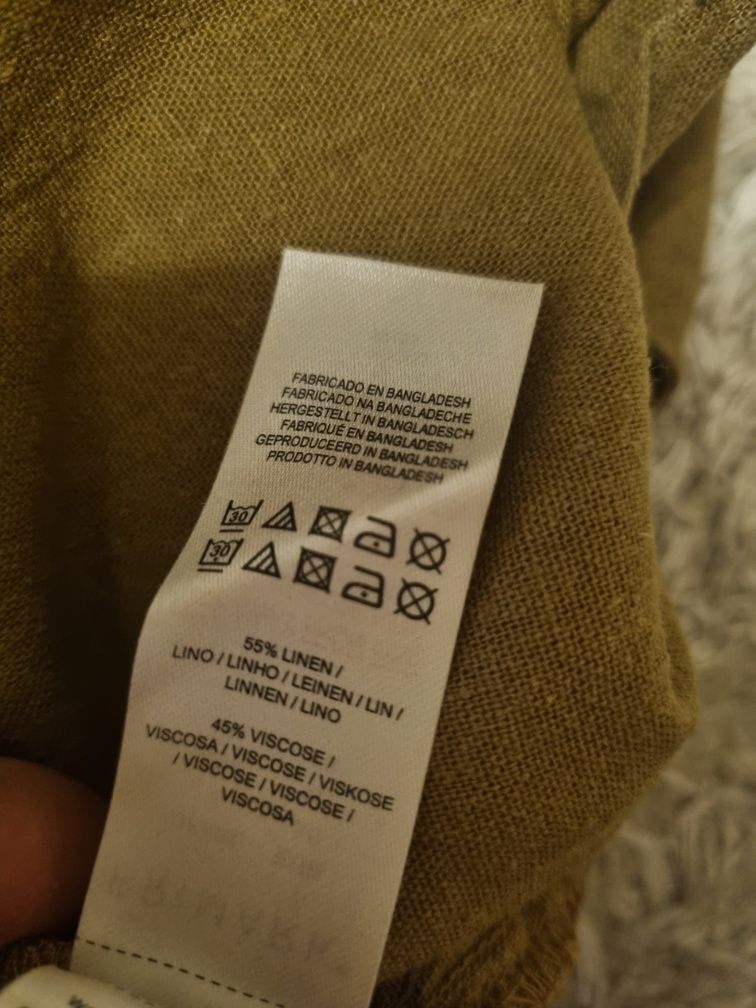 FABRICADO EN BANGLADESH
FABRICADO NA BANGLADECHE
HERGESTELLT IN BANGLADESCH
FABRIQUÉ EN BANGLADESH
GEPRODUCEERD IN BANGLADESH
PRODOTTO IN BANGLADESH
30
30
55% LINEN /
LINO / LINHO / LEINEN / LIN /
LINNEN / LINO
45% VISCOSE /
VISCOSA / VISCOSE / VISKOSE
/ VISCOSE / VISCOSE /
VISCOSA